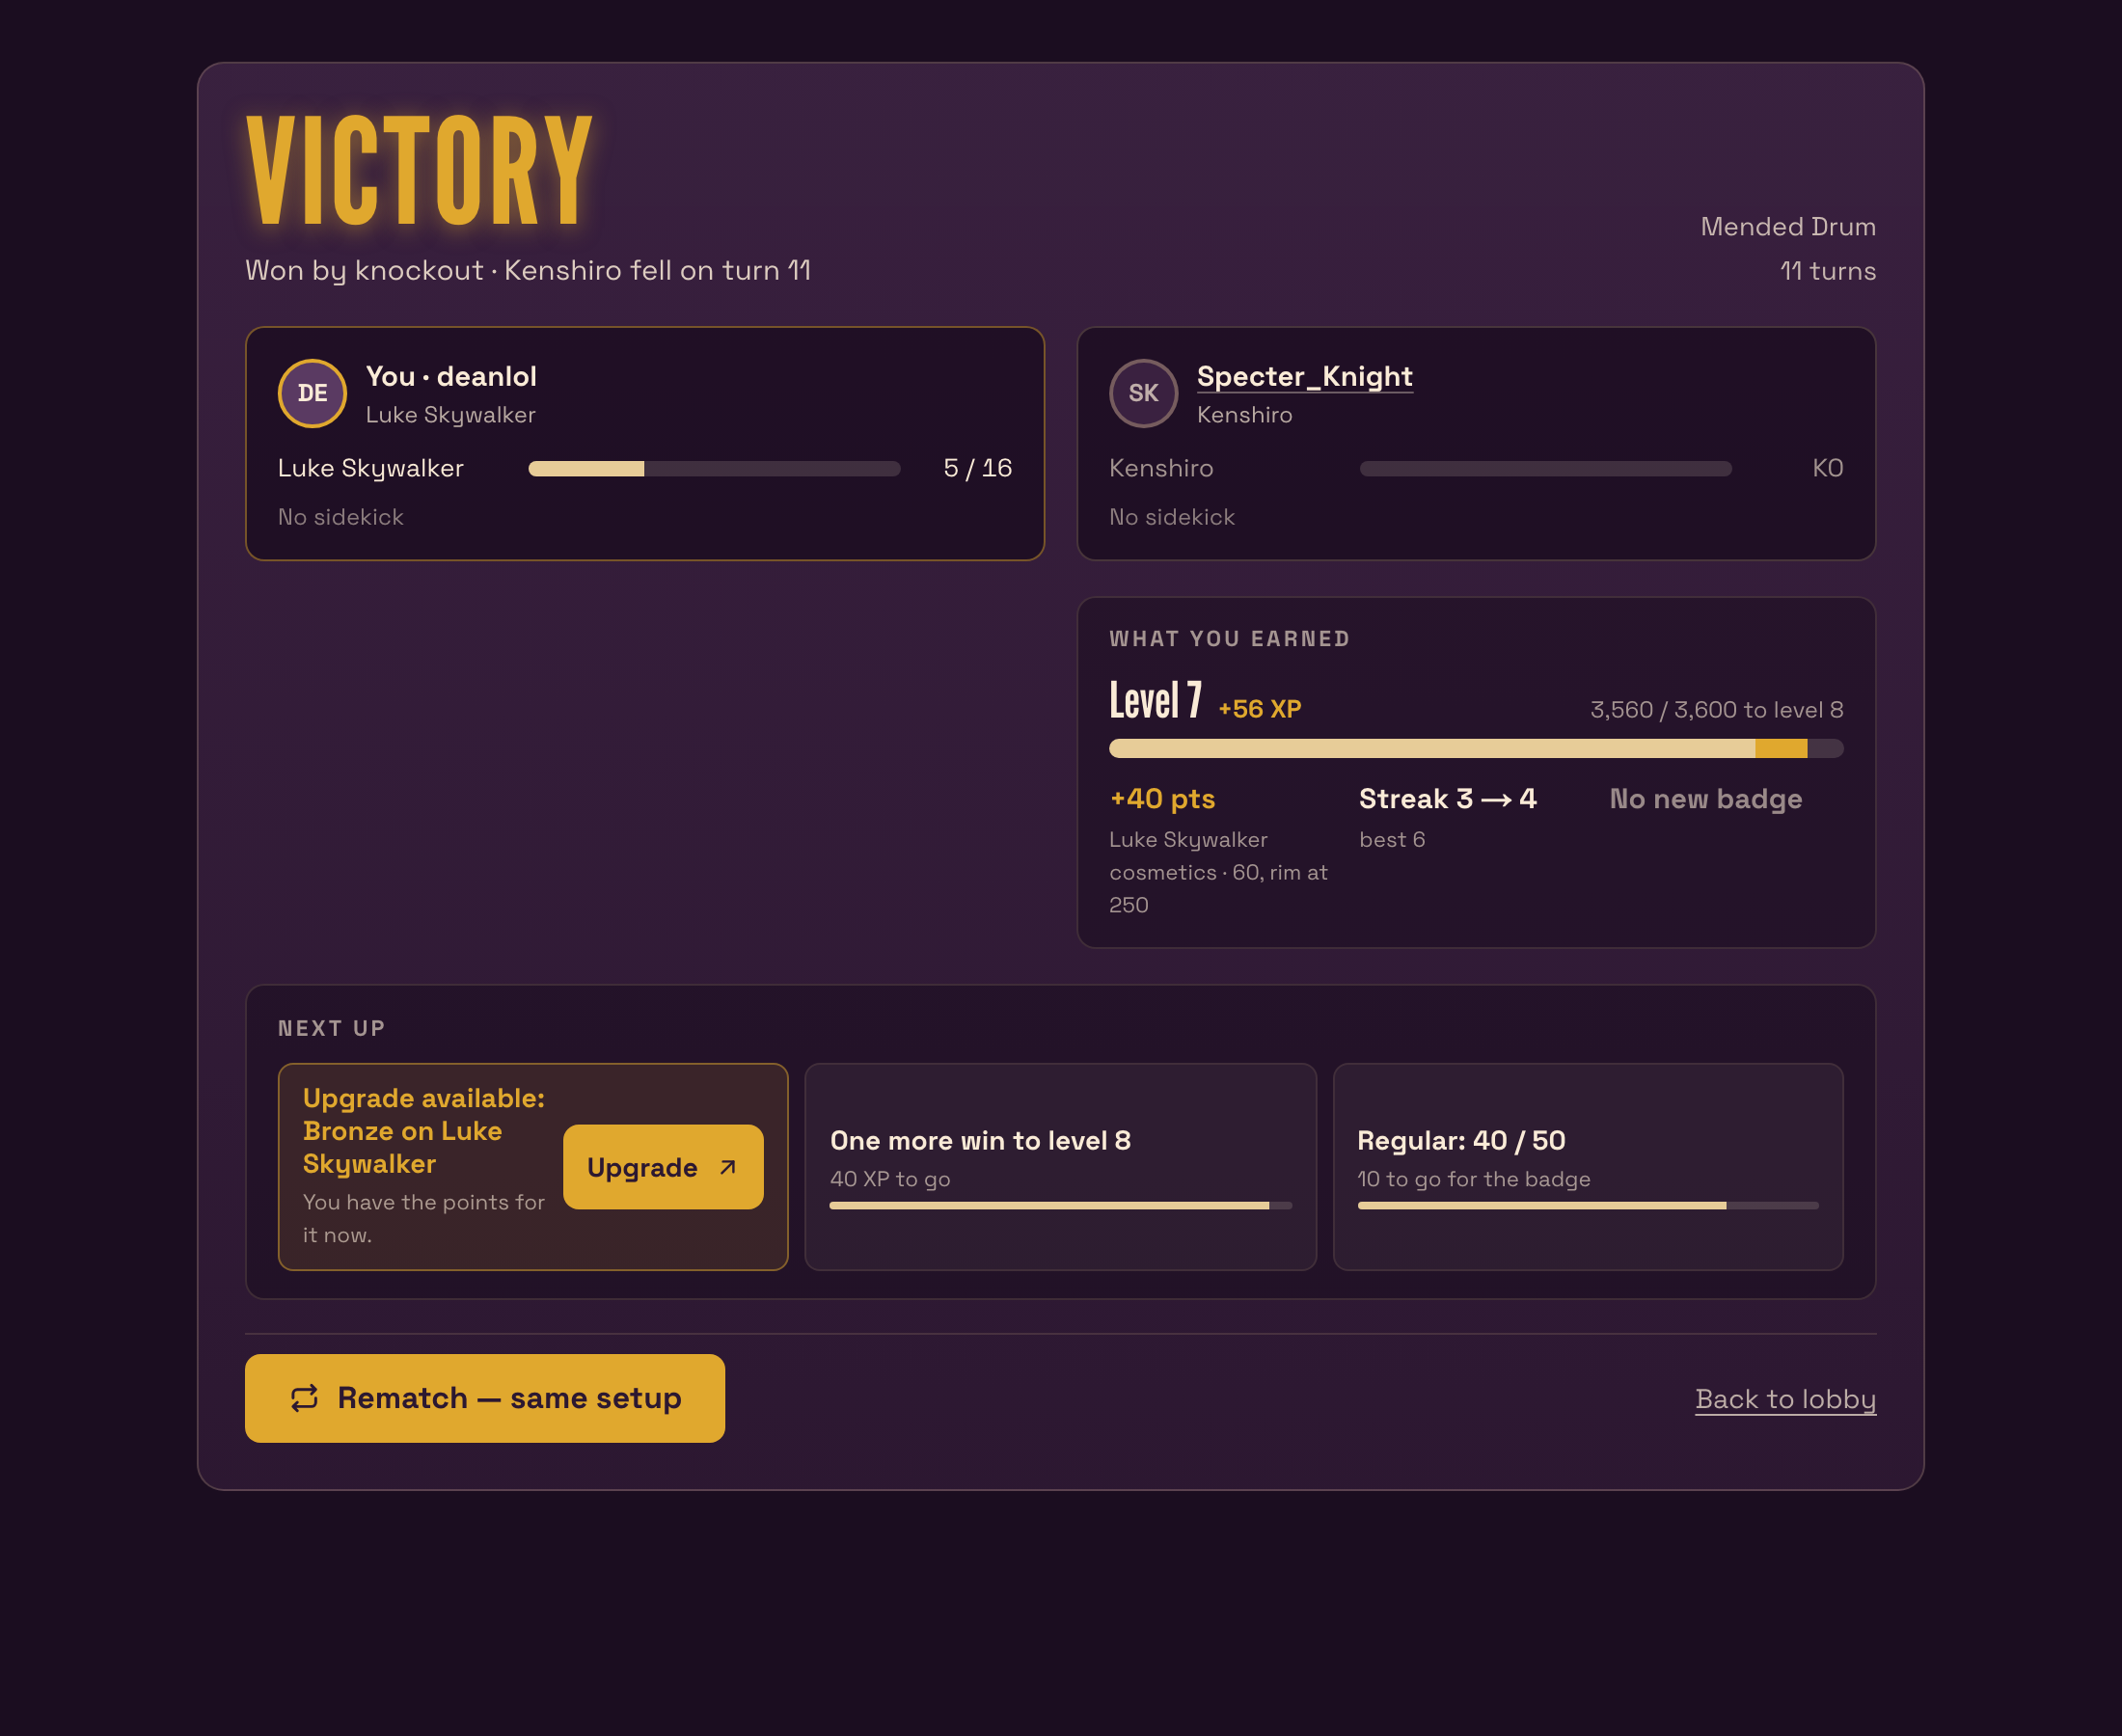 VICTORY
Won by knockout · Kenshiro fell on turn 11
Mended Drum
11 turns
DE
You · deanlol
Luke Skywalker
Luke Skywalker
5 / 16
No sidekick
SK
Specter_Knight
Kenshiro
Kenshiro
KO
No sidekick
WHAT YOU EARNED
Level 7 +56 XP
3,560 / 3,600 to level 8
+40 pts
Luke Skywalker
cosmetics · 60, rim at
250
Streak 3 → 4
best 6
No new badge
NEXT UP
Upgrade available:
Bronze on Luke
Skywalker
You have the points for
it now.
Upgrade ↗
One more win to level 8
40 XP to go
Regular: 40 / 50
10 to go for the badge
Rematch — same setup
Back to lobby